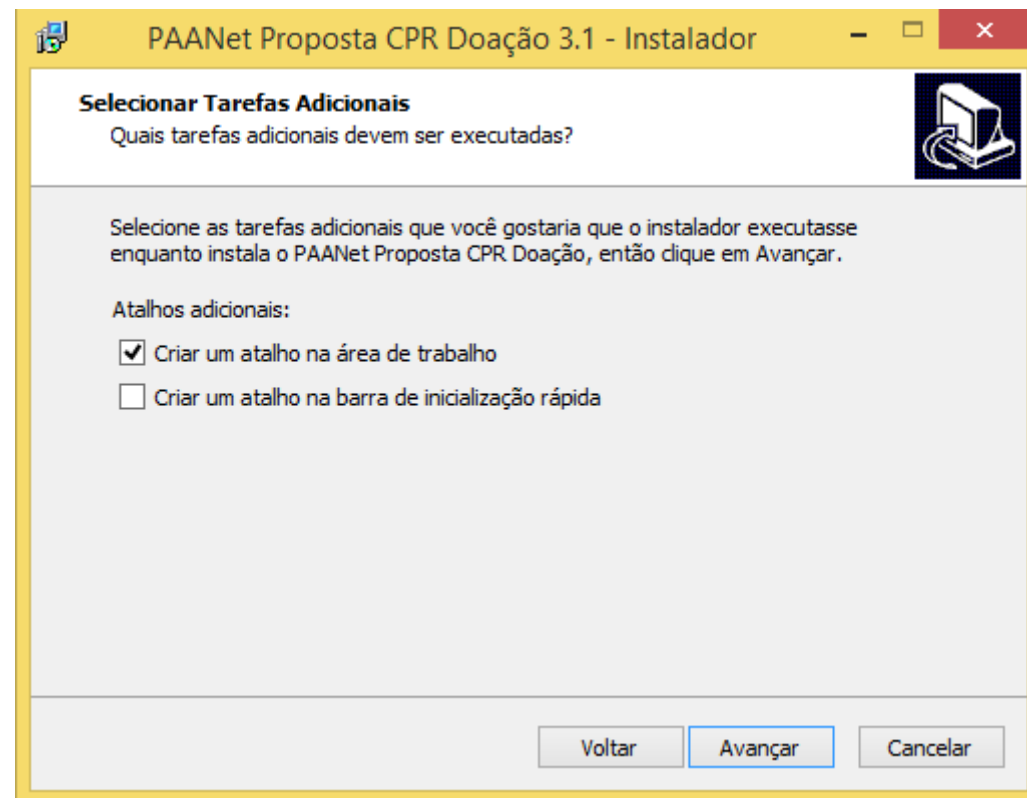 PAANet Proposta CPR Doação 3.1 - Instalador
Selecionar Tarefas Adicionais
Quais tarefas adicionais devem ser executadas?
Selecione as tarefas adicionais que você gostaria que o instalador executasse
enquanto instala o PAANet Proposta CPR Doação, então clique em Avançar.
Atalhos adicionais:
Criar um atalho na área de trabalho
Criar um atalho na barra de inicialização rápida
Voltar Avançar Cancelar